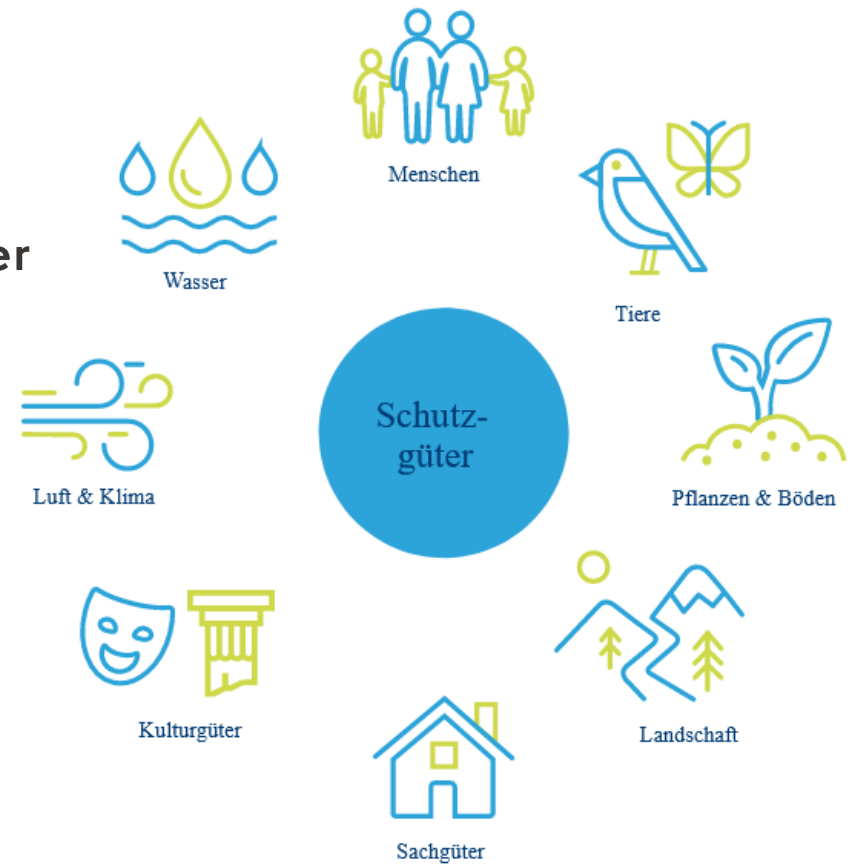 Menschen
Wasser
er
Tiere
Schutz-
güter
Luft & Klima
Pflanzen & Böden
Kulturgüter
Landschaft
Sachgüter